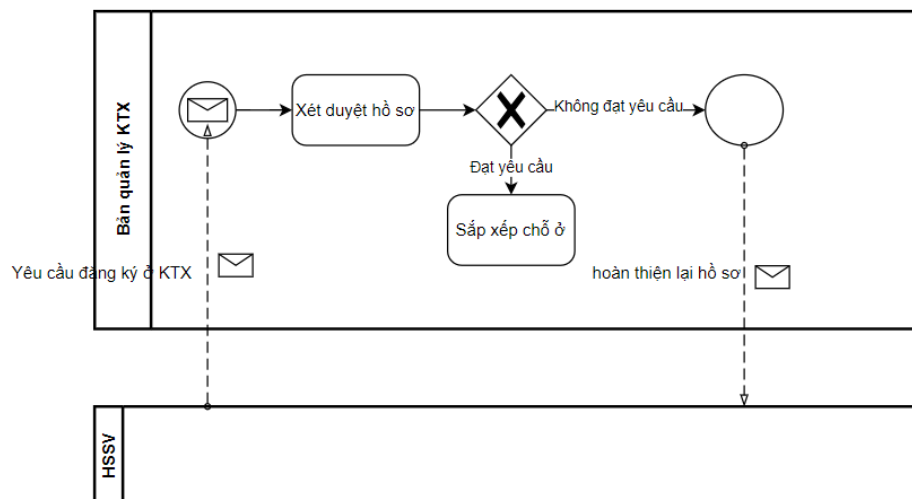 Bản quản lý KTX
Xét duyệt hồ sơ
Không đạt yêu cầu
Đạt yêu cầu
Sắp xếp chỗ ở
Yêu cầu đăng ký ở KTX
hoàn thiện lại hồ sơ
HSSV